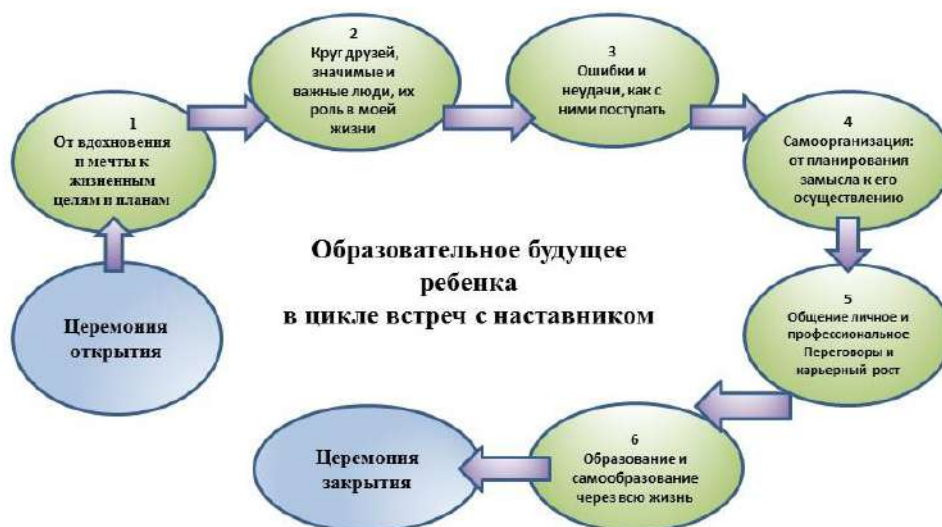 Церемония
открытия
1
От вдохновения
и мечты к
жизненным
целям и планам
2
Круг друзей,
значимые и
важные люди, их
роль в моей
жизни
3
Ошибки и
неудачи, как с
ними поступать
4
Самоорганизация:
от планирования
замысла к его
осуществлению
Образовательное будущее
ребенка
в цикле встреч с наставником
5
Общение личное и
профессиональное
Переговоры и
карьерный рост
6
Образование и
самообразование
через всю жизнь
Церемония
закрытия